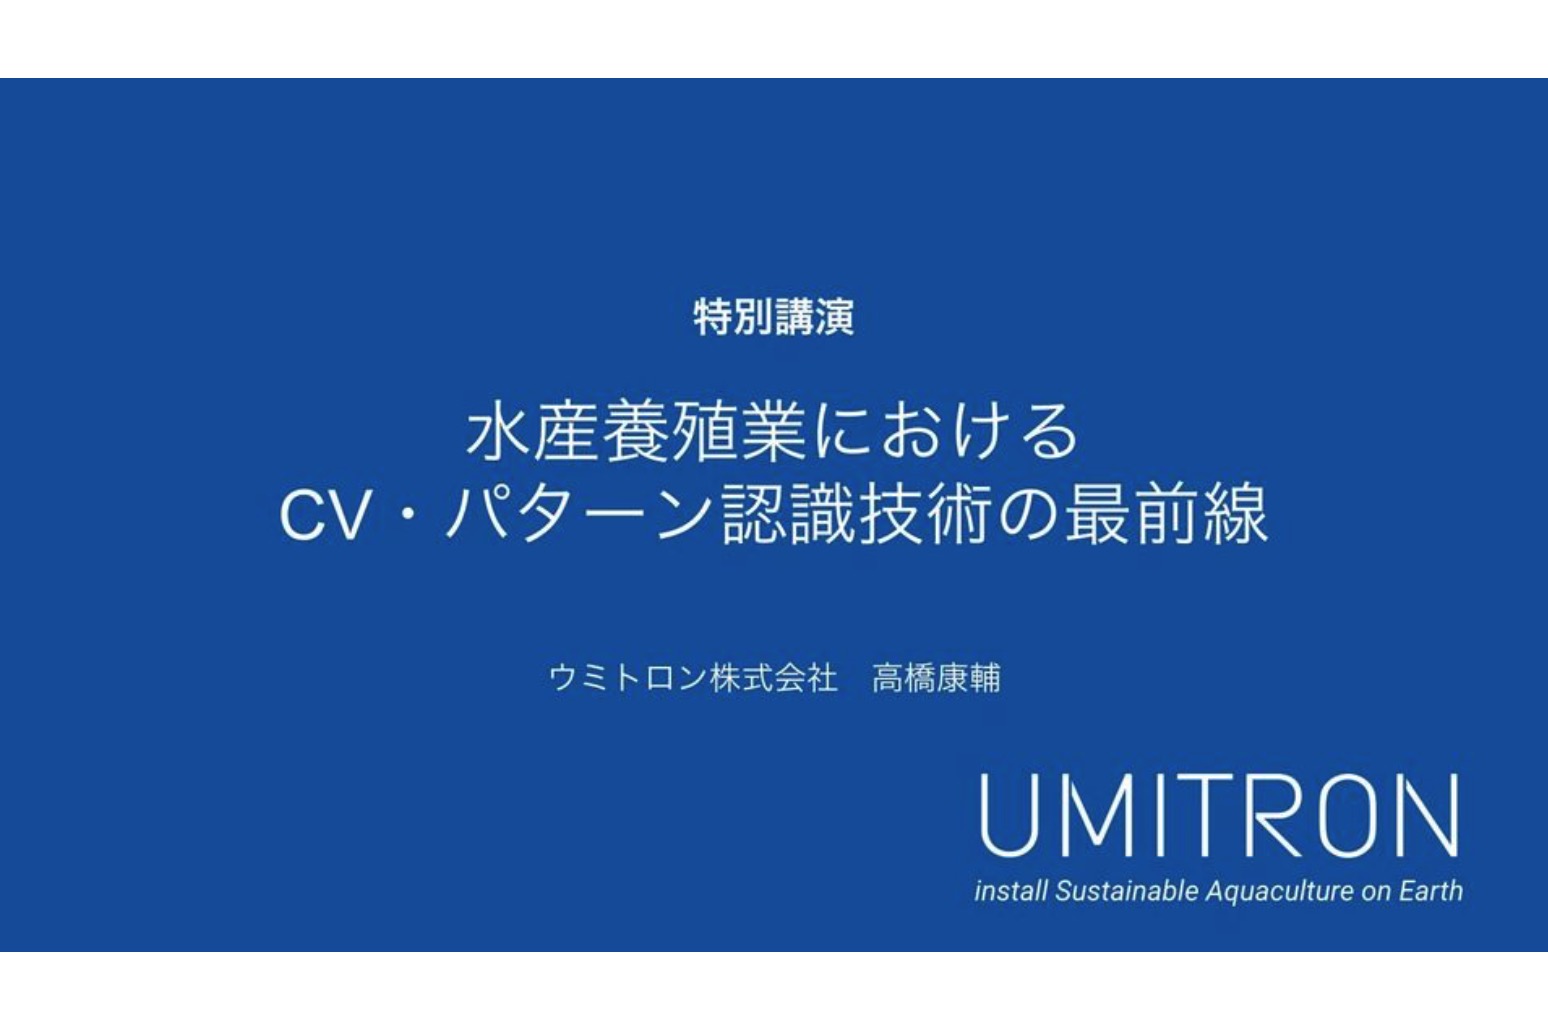 特別講演
水産養殖業における
CV・パターン認識技術の最前線
ウミトロン株式会社　高橋康輔
UMITRON
install Sustainable Aquaculture on Earth